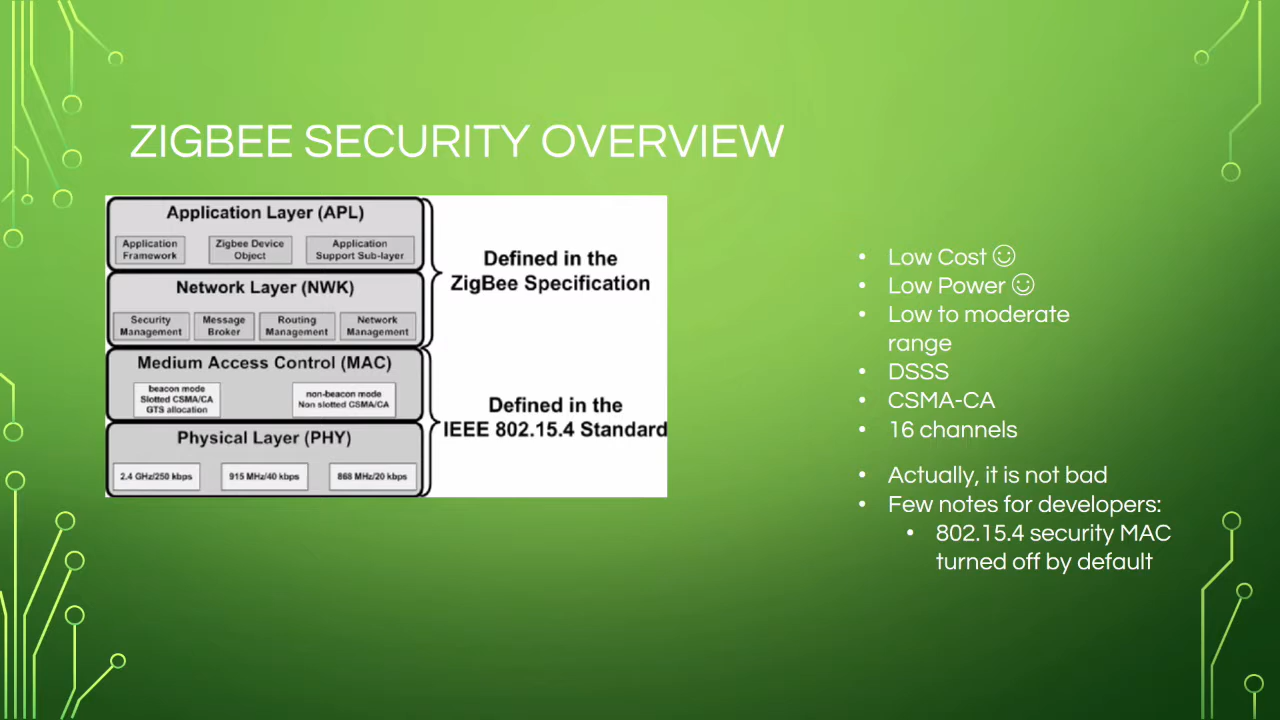 ZIGBEE SECURITY OVERVIEW
Application Layer (APL)
Application
Framework
Zigbee Device
Object
Application
Support Sub-layer
Network Layer (NWK)
Security
Management
Message
Broker
Routing
Management
Network
Management
Defined in the
ZigBee Specification
Medium Access Control (MAC)
beacon mode
Slotted CSMA/CA
GTS allocation
non-beacon mode
Non slotted CSMA/CA
Physical Layer (PHY)
2.4 GHz/250 kbps
915 MHz/40 kbps
868 MHz/20 kbps
Defined in the
IEEE 802.15.4 Standard
• Low Cost ☺
• Low Power ☺
• Low to moderate
range
• DSSS
• CSMA-CA
• 16 channels
• Actually, it is not bad
• Few notes for developers:
• 802.15.4 security MAC
turned off by default